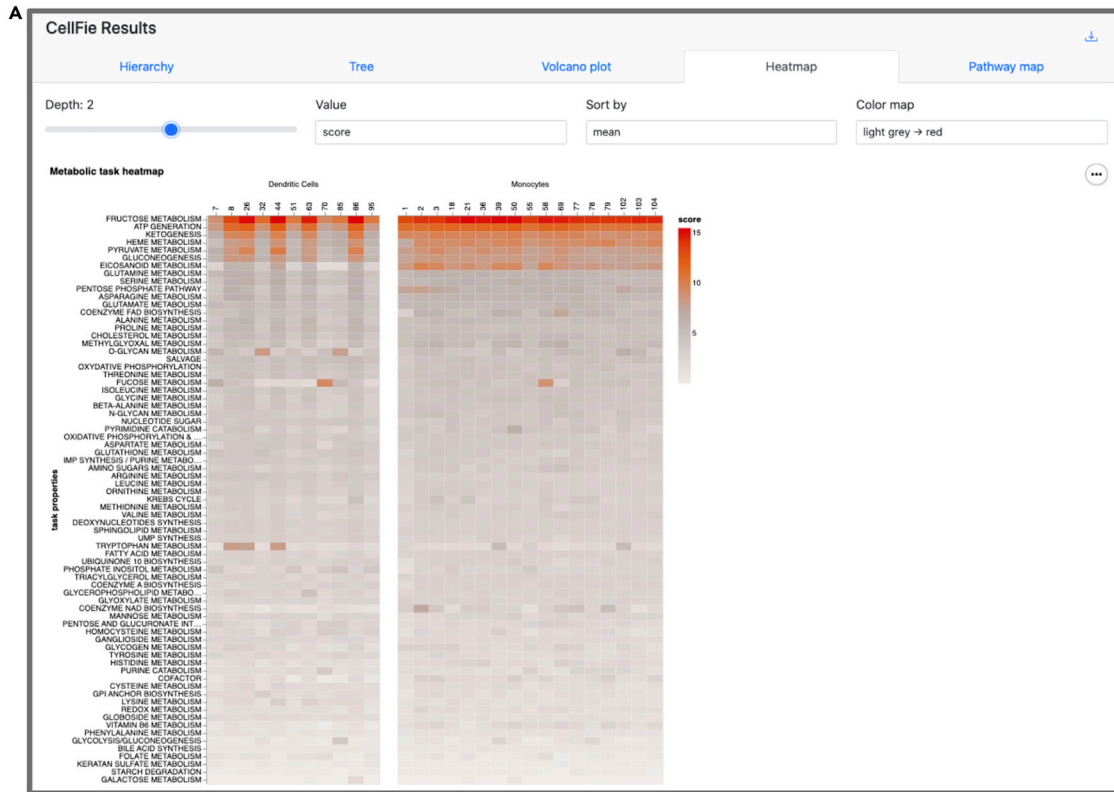 A
CellFie Results
Hierarchy
Tree
Volcano plot
Heatmap
Pathway map
Depth: 2
Value
Sort by
Color map
score
mean
light grey → red
Metabolic task heatmap
Dendritic Cells
Monocytes
7 8 26 32 44 51 63 70 85 86 95
1 2 3 18 21 36 39 50 55 58 69 77 78 79 102 103 104
task properties
FRUCTOSE METABOLISM
ATP GENERATION
KETOGENESIS
HEME METABOLISM
PYRUVATE METABOLISM
GLUCONEOGENESIS
EICOSANOID METABOLISM
GLUTAMINE METABOLISM
SERINE METABOLISM
PENTOSE PHOSPHATE PATHWAY
ASPARAGINE METABOLISM
GLUTAMATE METABOLISM
COENZYME FAD BIOSYNTHESIS
ALANINE METABOLISM
PROLINE METABOLISM
CHOLESTEROL METABOLISM
METHYLGLYOXAL METABOLISM
O-GLYCAN METABOLISM
SALVAGE
OXYDATIVE PHOSPHORYLATION
THREONINE METABOLISM
FUCOSE METABOLISM
ISOLEUCINE METABOLISM
GLYCINE METABOLISM
BETA-ALANINE METABOLISM
N-GLYCAN METABOLISM
NUCLEOTIDE SUGAR
PYRIMIDINE CATABOLISM
OXIDATIVE PHOSPHORYLATION & ...
ASPARTATE METABOLISM
GLUTATHIONE METABOLISM
IMP SYNTHESIS / PURINE METABO...
AMINO SUGARS METABOLISM
ARGININE METABOLISM
LEUCINE METABOLISM
ORNITHINE METABOLISM
KREBS CYCLE
METHIONINE METABOLISM
VALINE METABOLISM
DEOXYNUCLEOTIDES SYNTHESIS
SPHINGOLIPID METABOLISM
UMP SYNTHESIS
TRYPTOPHAN METABOLISM
FATTY ACID METABOLISM
UBIQUINONE 10 BIOSYNTHESIS
PHOSPHATE INOSITOL METABOLISM
TRIACYLGLYCEROL METABOLISM
COENZYME A BIOSYNTHESIS
GLYCEROPHOSPHOLIPID METABO...
GLYOXYLATE METABOLISM
COENZYME NAD BIOSYNTHESIS
MANNOSE METABOLISM
PENTOSE AND GLUCURONATE INT...
HOMOCYSTEINE METABOLISM
GANGLIOSIDE METABOLISM
GLYCOGEN METABOLISM
TYROSINE METABOLISM
HISTIDINE METABOLISM
PURINE CATABOLISM
COFACTOR
CYSTEINE METABOLISM
GPI ANCHOR BIOSYNTHESIS
LYSINE METABOLISM
REDOX METABOLISM
GLOBOSIDE METABOLISM
VITAMIN B6 METABOLISM
PHENYLALANINE METABOLISM
GLYCOLYSIS/GLUCONEOGENESIS
BILE ACID SYNTHESIS
FOLATE METABOLISM
KERATAN SULFATE METABOLISM
STARCH DEGRADATION
GALACTOSE METABOLISM
score
15
10
5